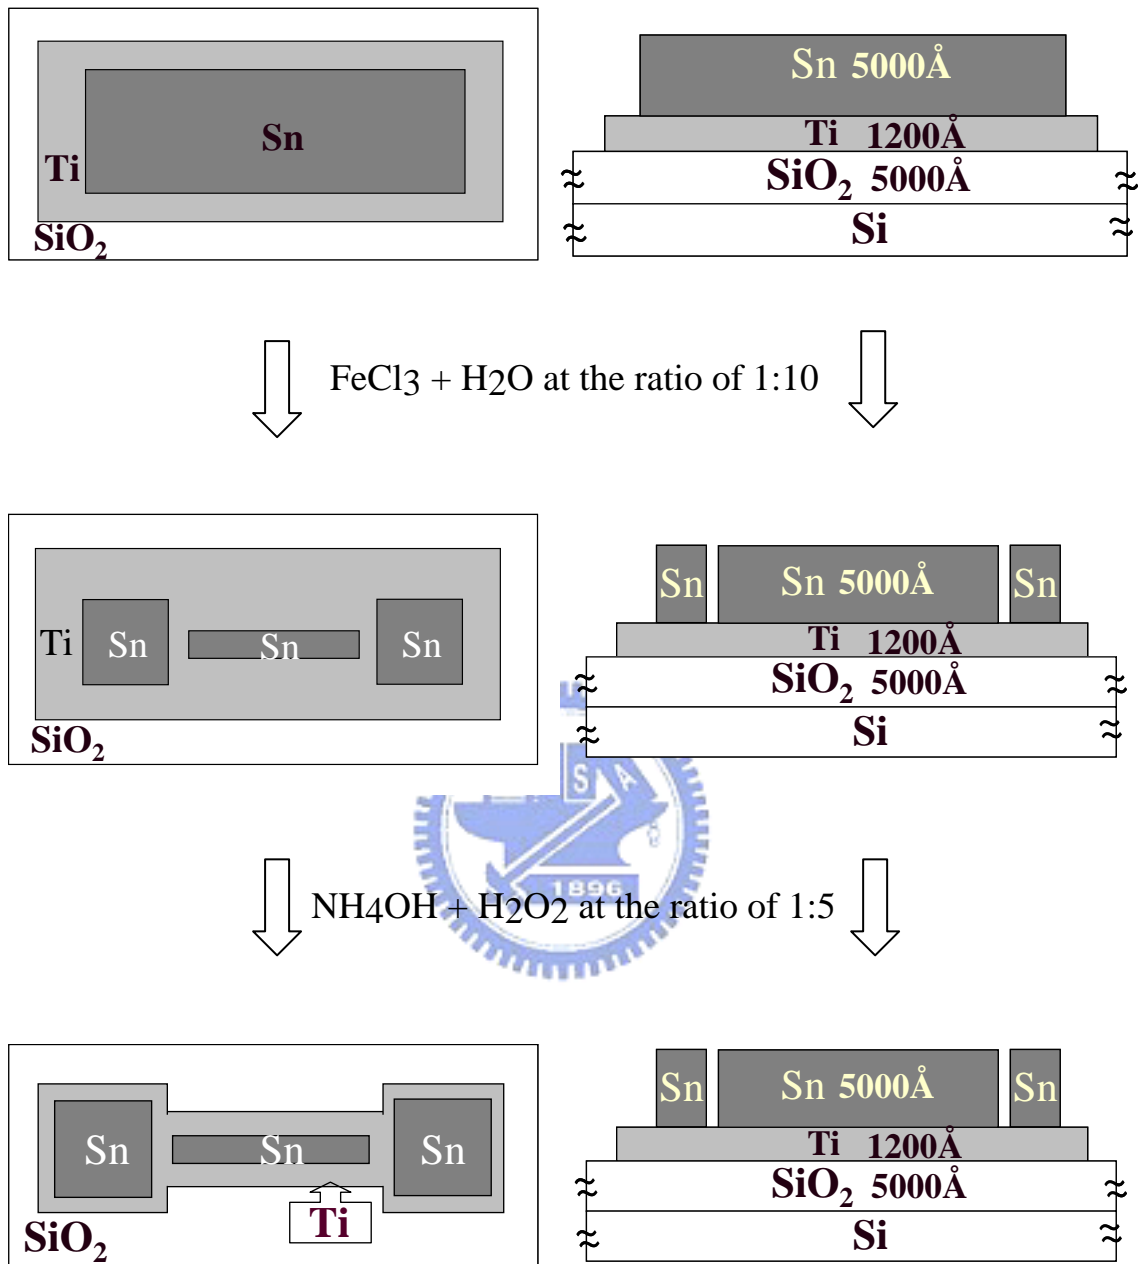 Sn
Ti
SiO₂
Sn 5000Å
Ti 1200Å
SiO₂ 5000Å
Si
FeCl3 + H2O at the ratio of 1:10
Ti Sn Sn Sn
SiO₂
Sn Sn 5000Å Sn
Ti 1200Å
SiO₂ 5000Å
Si
S A
1896
NH4OH + H2O2 at the ratio of 1:5
Sn Sn Sn
Ti
SiO₂
Sn Sn 5000Å Sn
Ti 1200Å
SiO₂ 5000Å
Si